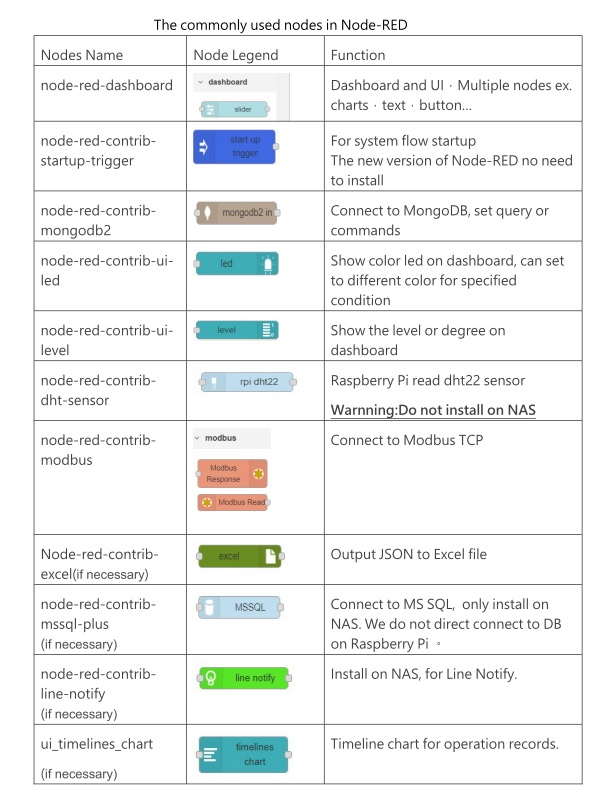 The commonly used nodes in Node-RED
Nodes Name
Node Legend
Function
node-red-dashboard
dashboard
slider
Dashboard and UI、Multiple nodes ex.
charts、text、button…
node-red-contrib-
startup-trigger
start up
trigger
For system flow startup
The new version of Node-RED no need
to install
node-red-contrib-
mongodb2
mongodb2 in
Connect to MongoDB, set query or
commands
node-red-contrib-ui-
led
led
Show color led on dashboard, can set
to different color for specified
condition
node-red-contrib-ui-
level
level
Show the level or degree on
dashboard
node-red-contrib-
dht-sensor
rpi dht22
Raspberry Pi read dht22 sensor
Warnning:Do not install on NAS
node-red-contrib-
modbus
modbus
Modbus
Response
Modbus Read
Connect to Modbus TCP
Node-red-contrib-
excel(if necessary)
excel
Output JSON to Excel file
node-red-contrib-
mssql-plus
(if necessary)
MSSQL
Connect to MS SQL, only install on
NAS. We do not direct connect to DB
on Raspberry Pi。
node-red-contrib-
line-notify
(if necessary)
line notify
Install on NAS, for Line Notify.
ui_timelines_chart
(if necessary)
timelines
chart
Timeline chart for operation records.